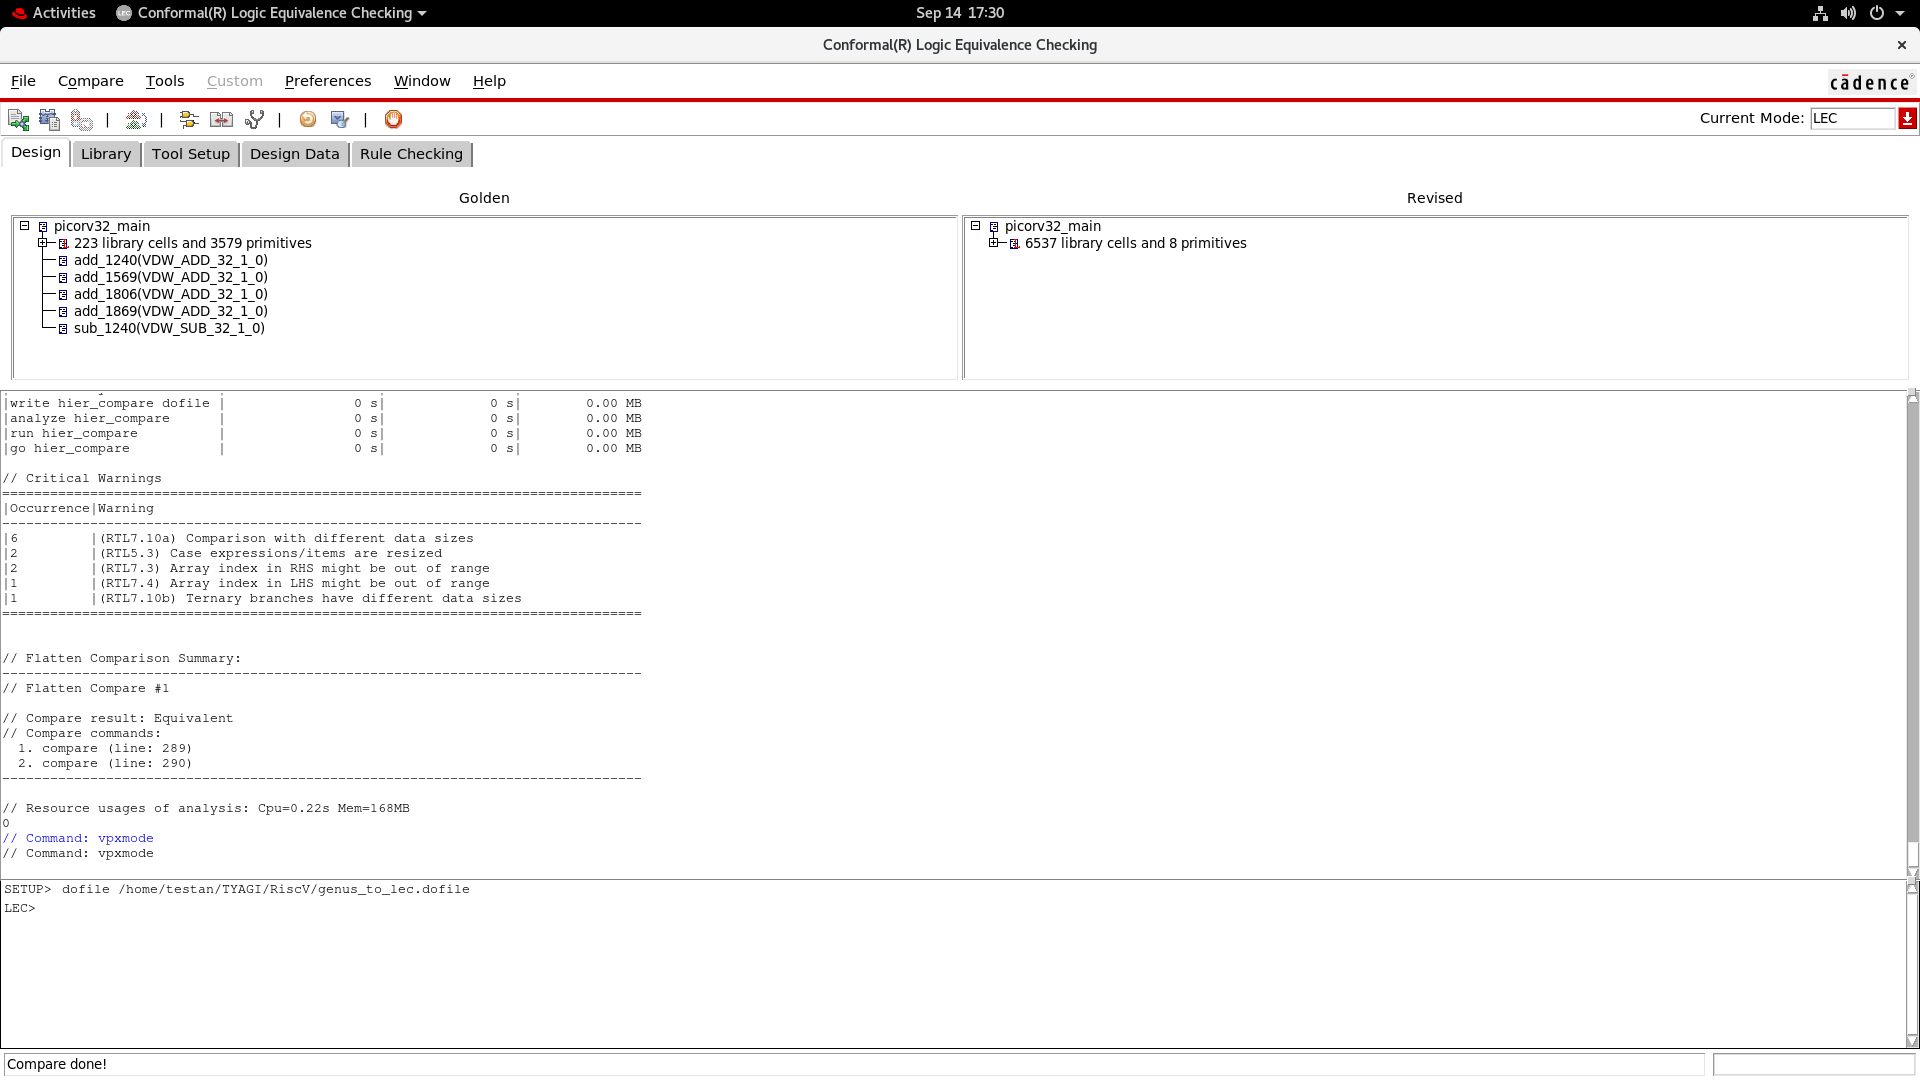 Activities Conformal(R) Logic Equivalence Checking Sep 14 17:30
Conformal(R) Logic Equivalence Checking
File Compare Tools Custom Preferences Window Help cādence®
Current Mode: LEC
Design Library Tool Setup Design Data Rule Checking
Golden
picorv32_main
223 library cells and 3579 primitives
add_1240(VDW_ADD_32_1_0)
add_1569(VDW_ADD_32_1_0)
add_1806(VDW_ADD_32_1_0)
add_1869(VDW_ADD_32_1_0)
sub_1240(VDW_SUB_32_1_0)
Revised
picorv32_main
6537 library cells and 8 primitives
|write hier_compare dofile | 0 s| 0 s| 0.00 MB
|analyze hier_compare | 0 s| 0 s| 0.00 MB
|run hier_compare | 0 s| 0 s| 0.00 MB
|go hier_compare | 0 s| 0 s| 0.00 MB
// Critical Warnings
================================================================================
|Occurrence|Warning
--------------------------------------------------------------------------------
|6 |(RTL7.10a) Comparison with different data sizes
|2 |(RTL5.3) Case expressions/items are resized
|2 |(RTL7.3) Array index in RHS might be out of range
|1 |(RTL7.4) Array index in LHS might be out of range
|1 |(RTL7.10b) Ternary branches have different data sizes
================================================================================
// Flatten Comparison Summary:
--------------------------------------------------------------------------------
// Flatten Compare #1
// Compare result: Equivalent
// Compare commands:
1. compare (line: 289)
2. compare (line: 290)
--------------------------------------------------------------------------------
// Resource usages of analysis: Cpu=0.22s Mem=168MB
0
// Command: vpxmode
// Command: vpxmode
SETUP> dofile /home/testan/TYAGI/RiscV/genus_to_lec.dofile
LEC>
Compare done!